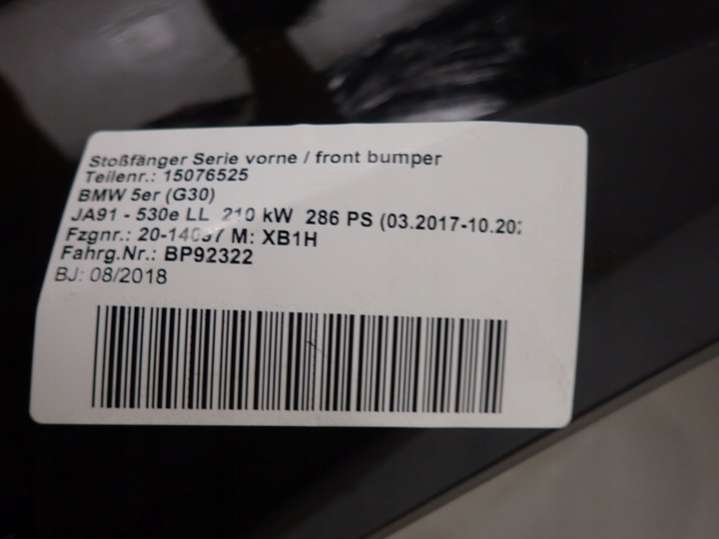 Stoßfänger Serie vorne / front bumper
Teilenr.: 15076525
BMW 5er (G30)
JA91 - 530e LL 210 kW 286 PS
Fzgnr.: M: XB1H
Fahrg.Nr.: BP92322
BJ: 08/2018